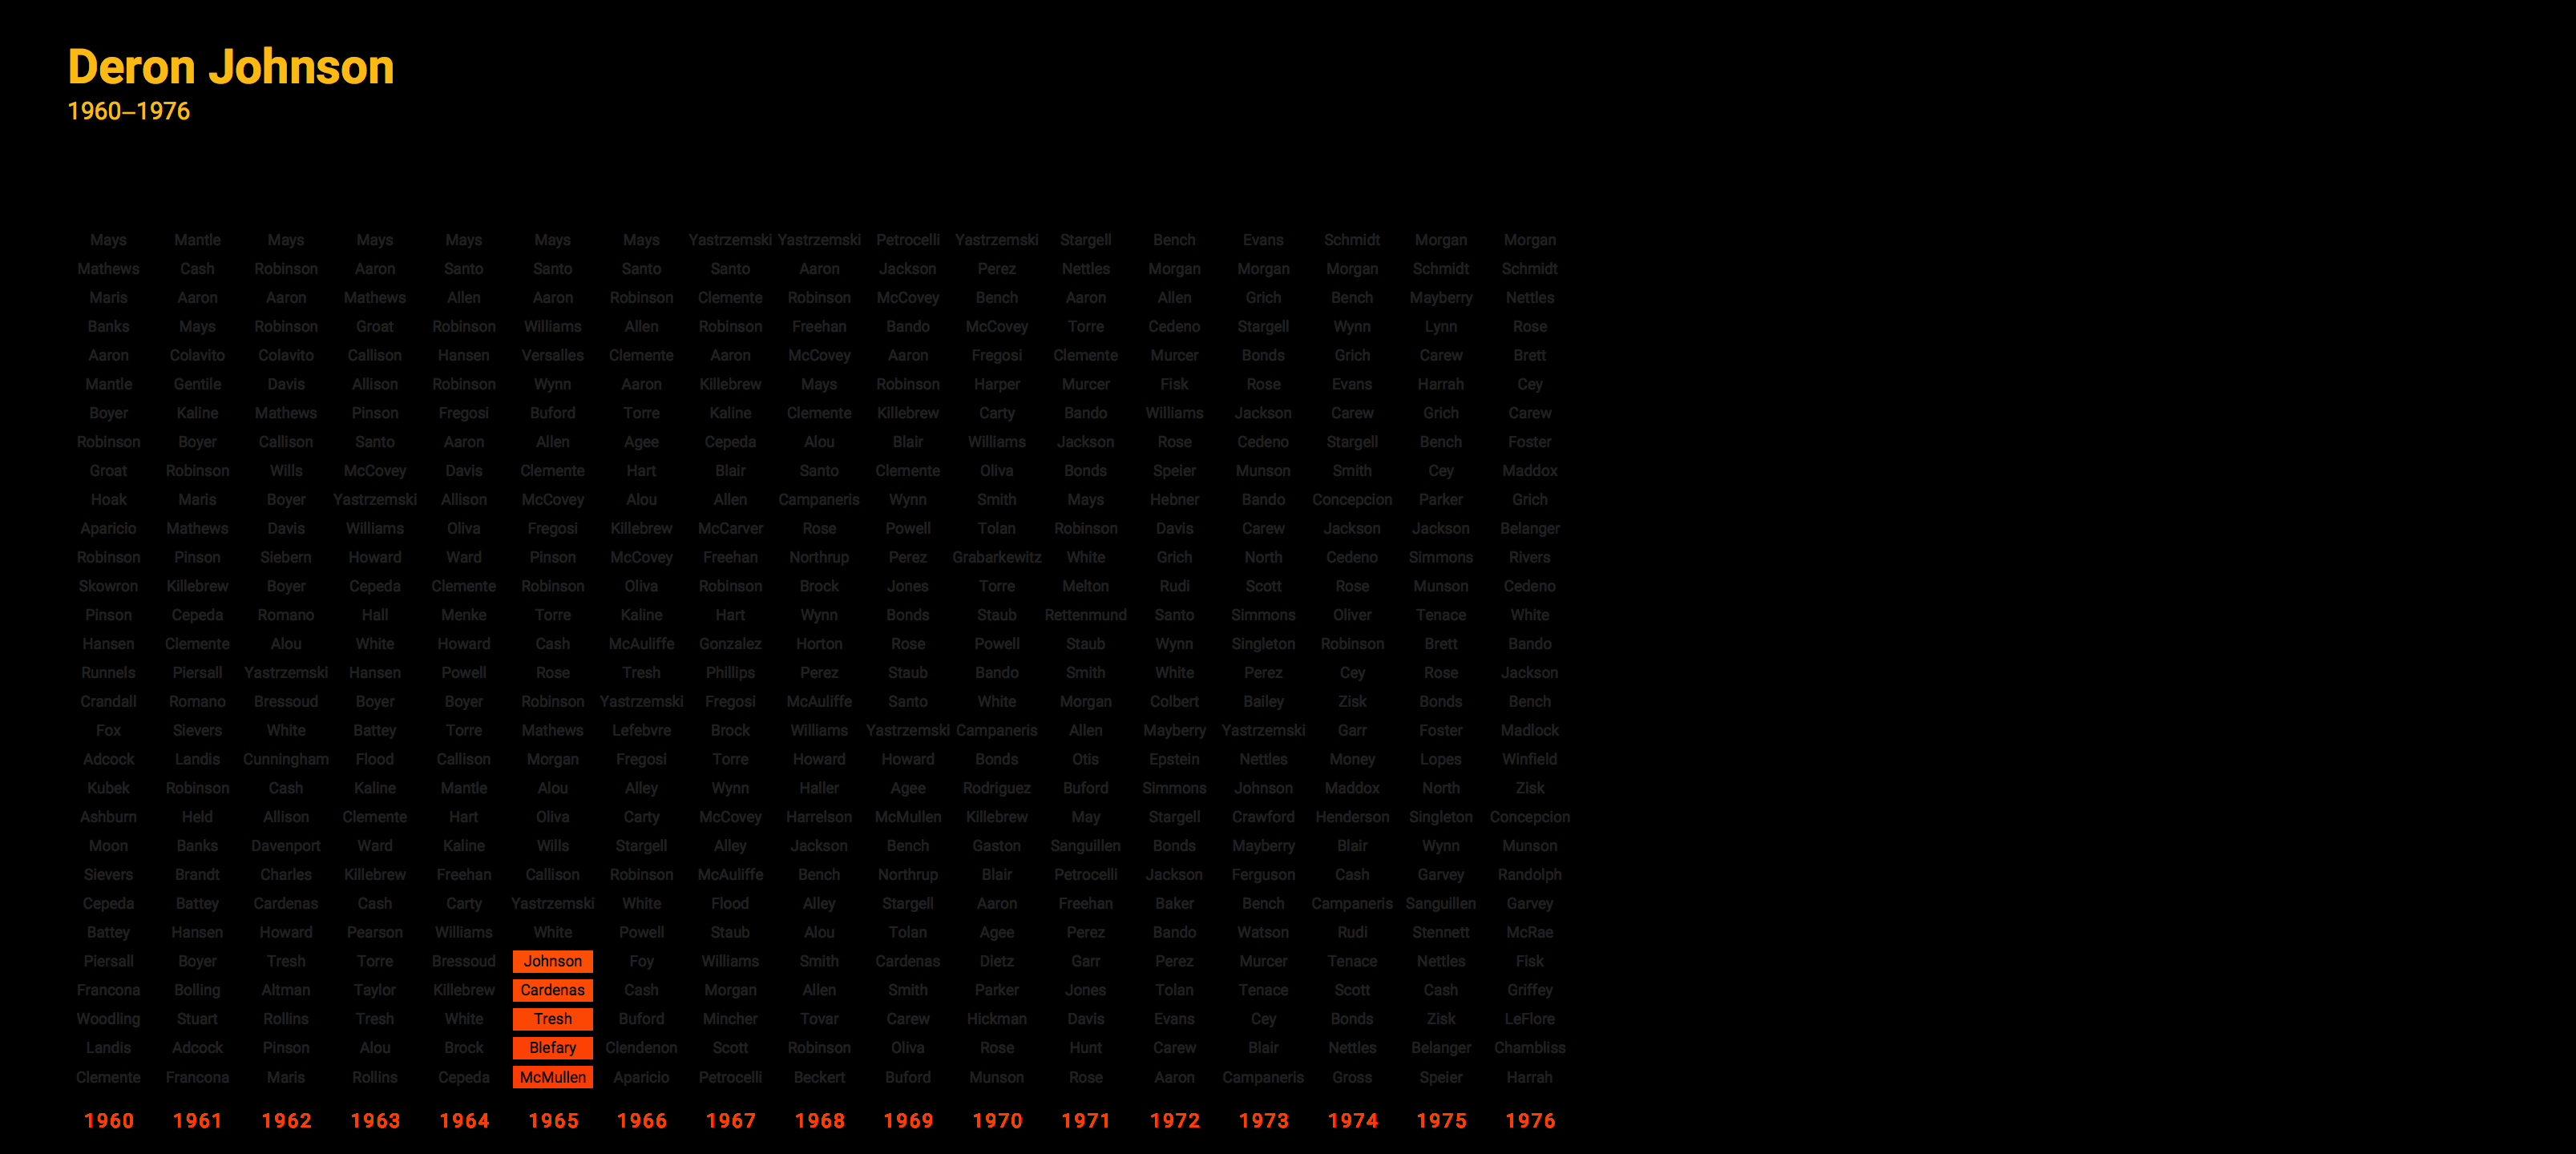 Deron Johnson
1960–1976
Mays Mantle Mays Mays Mays Mays Mays Yastrzemski Yastrzemski Petrocelli Yastrzemski Stargell Bench Evans Schmidt Morgan Morgan
Mathews Cash Robinson Aaron Santo Santo Santo Santo Aaron Jackson Perez Nettles Morgan Morgan Morgan Schmidt Schmidt
Maris Aaron Aaron Mathews Allen Aaron Robinson Clemente Robinson McCovey Bench Aaron Allen Grich Bench Mayberry Nettles
Banks Mays Robinson Groat Robinson Williams Allen Robinson Freehan Bando McCovey Torre Cedeno Stargell Wynn Lynn Rose
Aaron Colavito Colavito Callison Hansen Versalles Clemente Aaron McCovey Aaron Fregosi Clemente Murcer Bonds Grich Carew Brett
Mantle Gentile Davis Allison Robinson Wynn Aaron Killebrew Mays Robinson Harper Murcer Fisk Rose Evans Harrah Cey
Boyer Kaline Mathews Pinson Fregosi Buford Torre Kaline Clemente Killebrew Carty Bando Williams Jackson Carew Grich Carew
Robinson Boyer Callison Santo Aaron Allen Agee Cepeda Alou Blair Williams Jackson Rose Cedeno Stargell Bench Foster
Groat Robinson Wills McCovey Davis Clemente Hart Blair Santo Clemente Oliva Bonds Speier Munson Smith Cey Maddox
Hoak Maris Boyer Yastrzemski Allison McCovey Alou Allen Campaneris Wynn Smith Mays Hebner Bando Concepcion Parker Grich
Aparicio Mathews Davis Williams Oliva Fregosi Killebrew McCarver Rose Powell Tolan Robinson Davis Carew Jackson Jackson Belanger
Robinson Pinson Siebern Howard Ward Pinson McCovey Freehan Northrup Perez Grabarkewitz White Grich North Cedeno Simmons Rivers
Skowron Killebrew Boyer Cepeda Clemente Robinson Oliva Robinson Brock Jones Torre Melton Rudi Scott Rose Munson Cedeno
Pinson Cepeda Romano Hall Menke Torre Kaline Hart Wynn Bonds Staub Rettenmund Santo Simmons Oliver Tenace White
Hansen Clemente Alou White Howard Cash McAuliffe Gonzalez Horton Rose Powell Staub Wynn Singleton Robinson Brett Bando
Runnels Piersall Yastrzemski Hansen Powell Rose Tresh Phillips Perez Staub Bando Smith White Perez Cey Rose Jackson
Crandall Romano Bressoud Boyer Boyer Robinson Yastrzemski Fregosi McAuliffe Santo White Morgan Colbert Bailey Zisk Bonds Bench
Fox Sievers White Battey Torre Mathews Lefebvre Brock Williams Yastrzemski Campaneris Allen Mayberry Yastrzemski Garr Foster Madlock
Adcock Landis Cunningham Flood Callison Morgan Fregosi Torre Howard Howard Bonds Otis Epstein Nettles Money Lopes Winfield
Kubek Robinson Cash Kaline Mantle Alou Alley Wynn Haller Agee Rodriguez Buford Simmons Johnson Maddox North Zisk
Ashburn Held Allison Clemente Hart Oliva Carty McCovey Harrelson McMullen Killebrew May Stargell Crawford Henderson Singleton Concepcion
Moon Banks Davenport Ward Kaline Wills Stargell Alley Jackson Bench Gaston Sanguillen Bonds Mayberry Blair Wynn Munson
Sievers Brandt Charles Killebrew Freehan Callison Robinson McAuliffe Bench Northrup Blair Petrocelli Jackson Ferguson Cash Garvey Randolph
Cepeda Battey Cardenas Cash Carty Yastrzemski White Flood Alley Stargell Aaron Freehan Baker Bench Campaneris Sanguillen Garvey
Battey Hansen Howard Pearson Williams White Powell Staub Alou Tolan Agee Perez Bando Watson Rudi Stennett McRae
Piersall Boyer Tresh Torre Bressoud Johnson Foy Williams Smith Cardenas Dietz Garr Perez Murcer Tenace Nettles Fisk
Francona Bolling Altman Taylor Killebrew Cardenas Cash Morgan Allen Smith Parker Jones Tolan Tenace Scott Cash Griffey
Woodling Stuart Rollins Tresh White Tresh Buford Mincher Tovar Carew Hickman Davis Evans Cey Bonds Zisk LeFlore
Landis Adcock Pinson Alou Brock Blefary Clendenon Scott Robinson Oliva Rose Hunt Carew Blair Nettles Belanger Chambliss
Clemente Francona Maris Rollins Cepeda McMullen Aparicio Petrocelli Beckert Buford Munson Rose Aaron Campaneris Gross Speier Harrah
1960 1961 1962 1963 1964 1965 1966 1967 1968 1969 1970 1971 1972 1973 1974 1975 1976